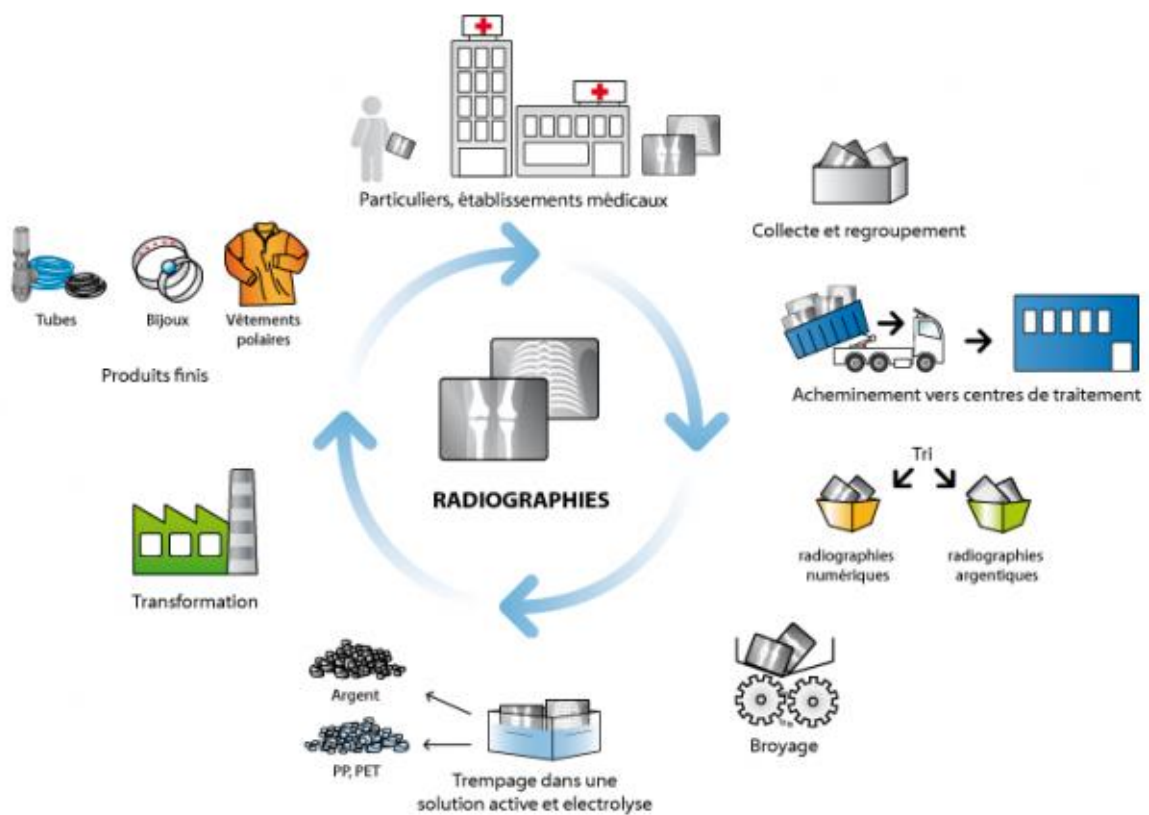 Particuliers, établissements médicaux
Collecte et regroupement
Acheminement vers centres de traitement
Tri
radiographies
numériques
radiographies
argentiques
Broyage
Trempage dans une
solution active et electrolyse
Argent
PP, PET
Transformation
Tubes
Bijoux
Vêtements
polaires
Produits finis
RADIOGRAPHIES